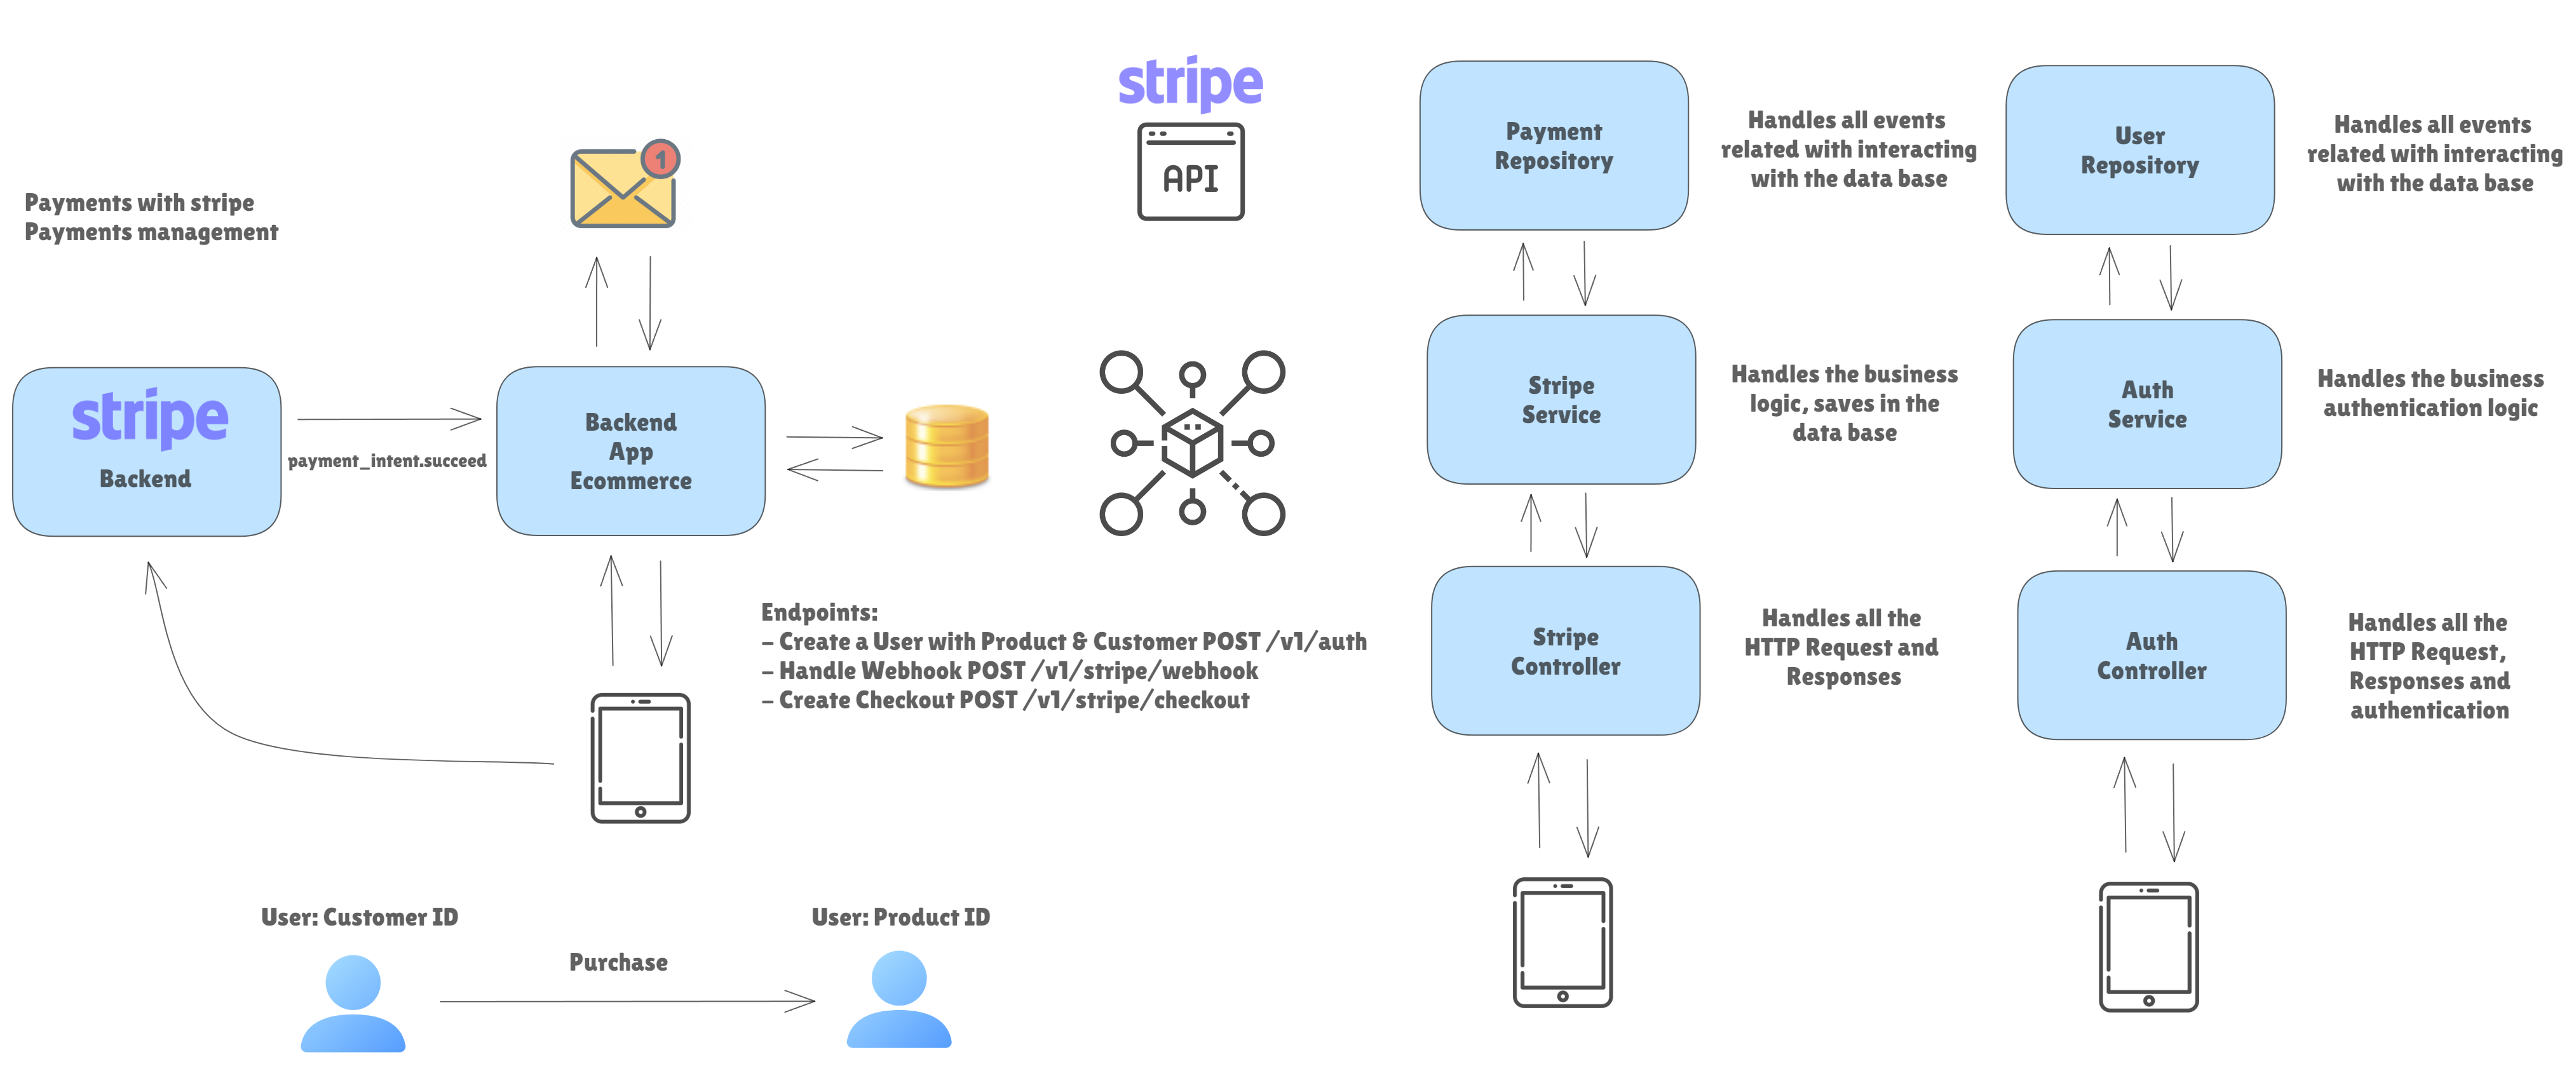 Payments with stripe
Payments management
1
stripe
Backend
payment_intent.succeed
Backend
App
Ecommerce
Endpoints:
– Create a User with Product & Customer POST /v1/auth
– Handle Webhook POST /v1/stripe/webhook
– Create Checkout POST /v1/stripe/checkout
User: Customer ID
Purchase
User: Product ID
stripe
API
Payment
Repository
Handles all events
related with interacting
with the data base
Stripe
Service
Handles the business
logic, saves in the
data base
Stripe
Controller
Handles all the
HTTP Request and
Responses
User
Repository
Handles all events
related with interacting
with the data base
Auth
Service
Handles the business
authentication logic
Auth
Controller
Handles all the
HTTP Request,
Responses and
authentication